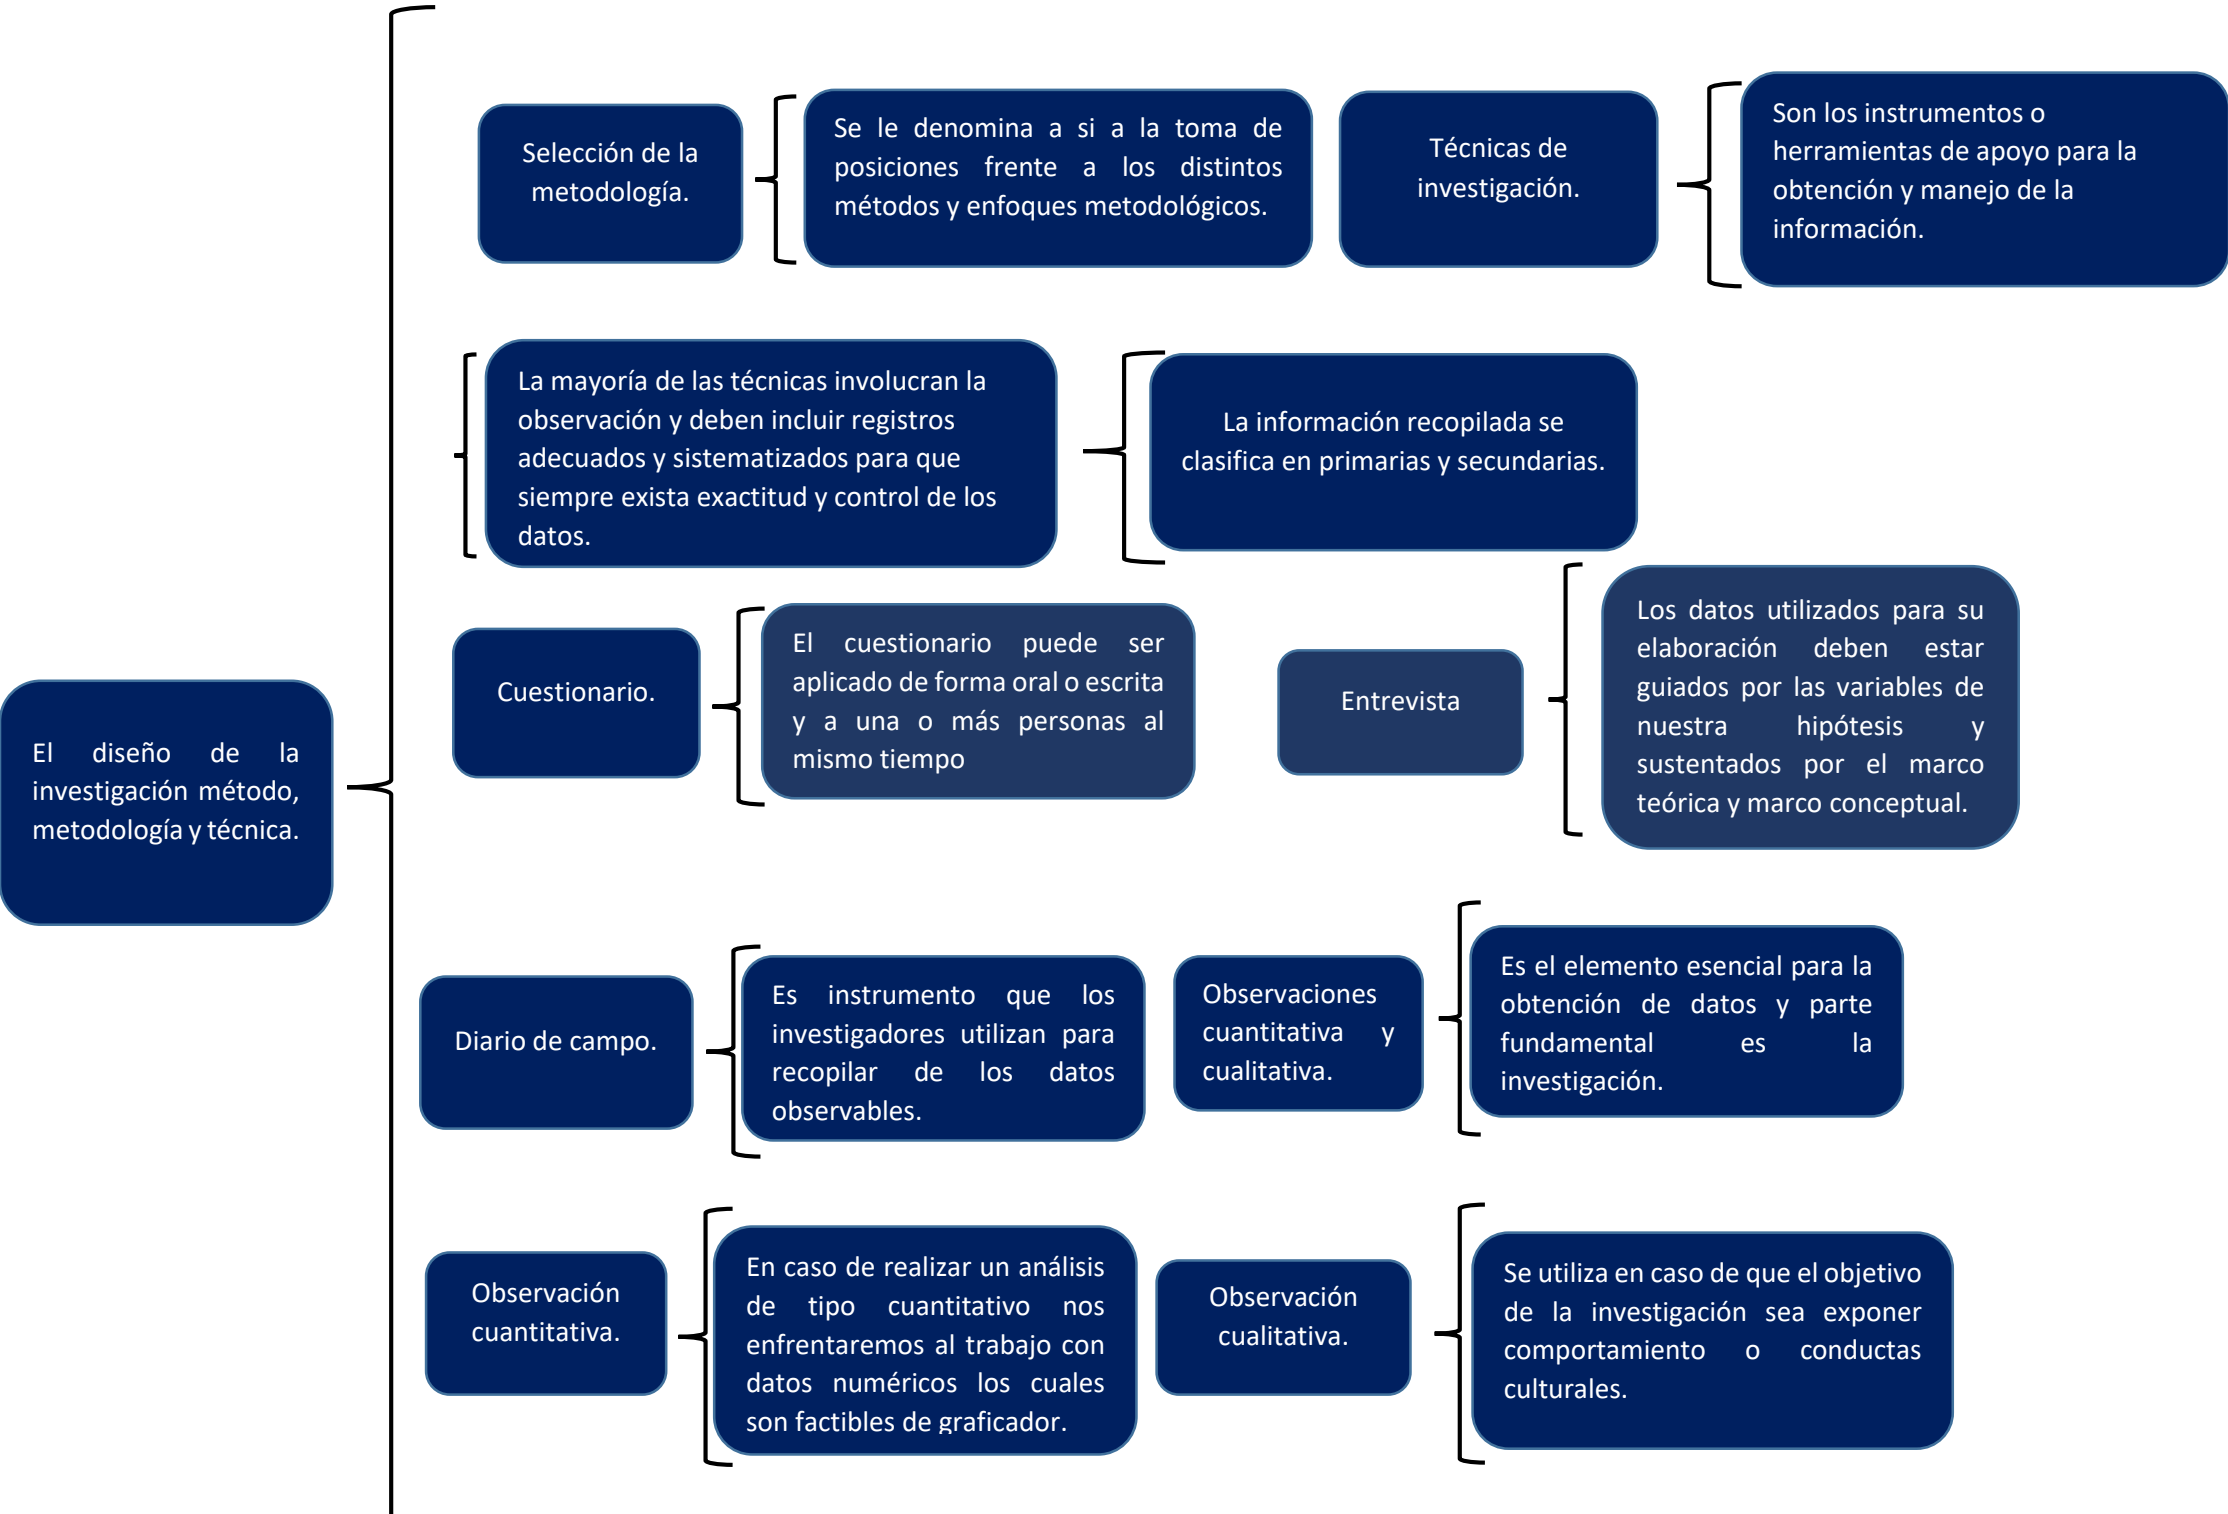 El diseño de la
investigación método,
metodología y técnica.
Selección de la
metodología.
Se le denomina a si a la toma de
posiciones frente a los distintos
métodos y enfoques metodológicos.
Técnicas de
investigación.
Son los instrumentos o
herramientas de apoyo para la
obtención y manejo de la
información.
La mayoría de las técnicas involucran la
observación y deben incluir registros
adecuados y sistematizados para que
siempre exista exactitud y control de los
datos.
La información recopilada se
clasifica en primarias y secundarias.
Cuestionario.
El cuestionario puede ser
aplicado de forma oral o escrita
y a una o más personas al
mismo tiempo
Entrevista
Los datos utilizados para su
elaboración deben estar
guiados por las variables de
nuestra hipótesis y
sustentados por el marco
teórica y marco conceptual.
Diario de campo.
Es instrumento que los
investigadores utilizan para
recopilar de los datos
observables.
Observaciones
cuantitativa y
cualitativa.
Es el elemento esencial para la
obtención de datos y parte
fundamental es la
investigación.
Observación
cuantitativa.
En caso de realizar un análisis
de tipo cuantitativo nos
enfrentaremos al trabajo con
datos numéricos los cuales
son factibles de graficador.
Observación
cualitativa.
Se utiliza en caso de que el objetivo
de la investigación sea exponer
comportamiento o conductas
culturales.